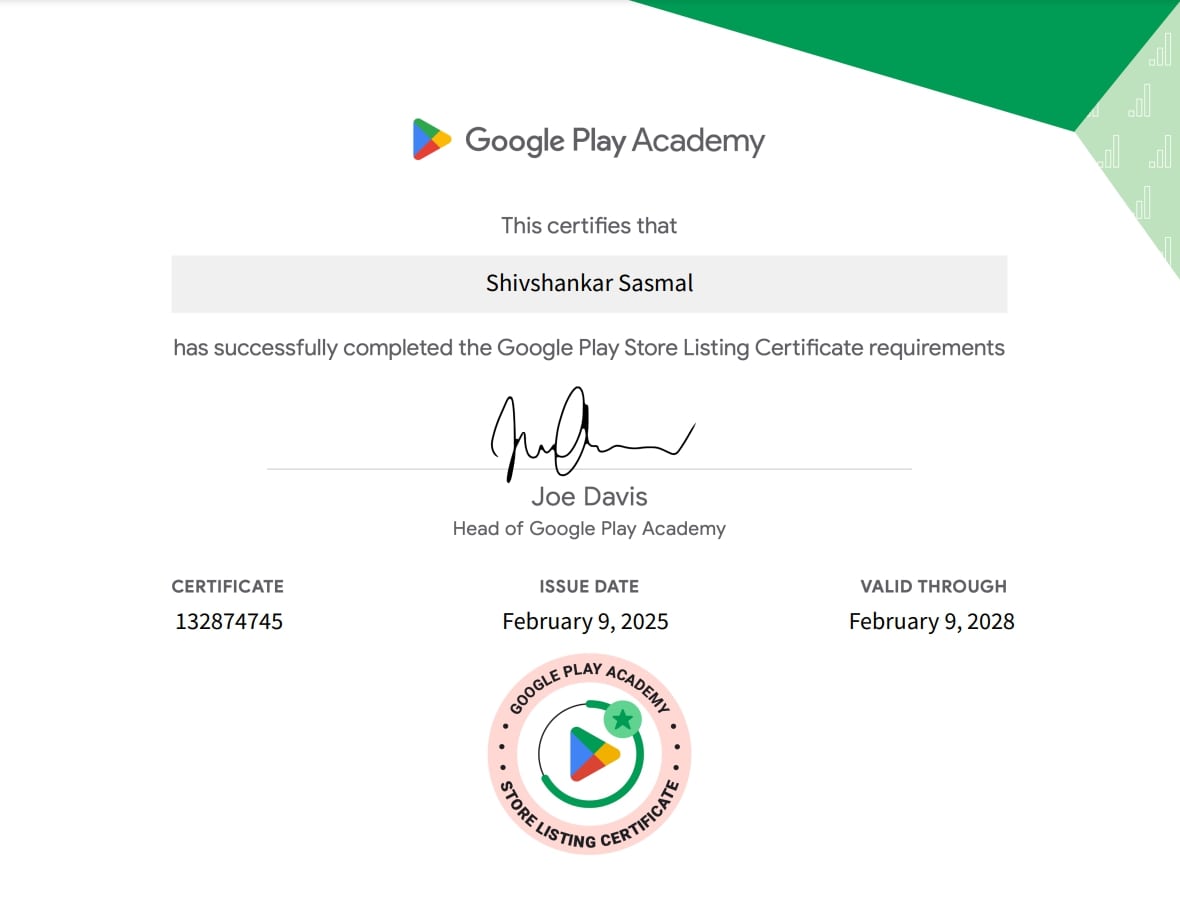 Google Play Academy
This certifies that
Shivshankar Sasmal
has successfully completed the Google Play Store Listing Certificate requirements
Joe Davis
Head of Google Play Academy
CERTIFICATE
132874745
ISSUE DATE
February 9, 2025
VALID THROUGH
February 9, 2028
GOOGLE PLAY ACADEMY
STORE LISTING CERTIFICATE